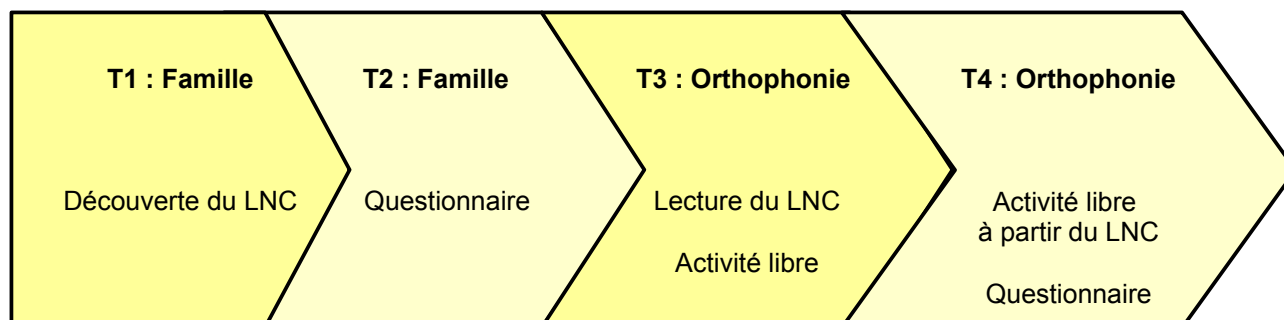 T1 : Famille
Découverte du LNC
T2 : Famille
Questionnaire
T3 : Orthophonie
Lecture du LNC
Activité libre
T4 : Orthophonie
Activité libre
à partir du LNC
Questionnaire